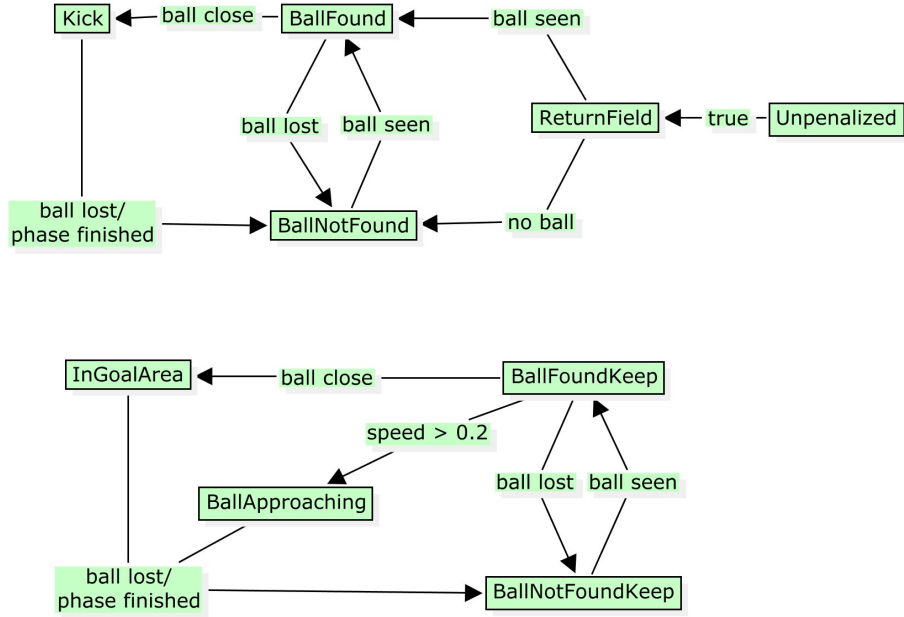 Kick
ball close
BallFound
ball seen
ball lost
ball seen
ReturnField
true
Unpenalized
ball lost/
phase finished
BallNotFound
no ball
InGoalArea
ball close
BallFoundKeep
speed > 0.2
ball lost
ball seen
BallApproaching
ball lost/
phase finished
BallNotFoundKeep